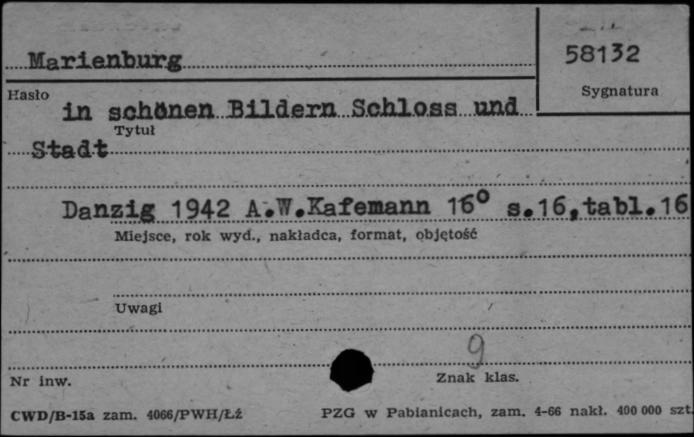 Marienburg
58132
Hasło
Sygnatura
in schönen Bildern Schloss und
Tytuł
Stadt
Danzig 1942 A.W.Kafemann 16° s.16,tabl.16
Miejsce, rok wyd., nakładca, format, objętość
Uwagi
9
Nr inw.
Znak klas.
CWD/B-15a zam. 4066/PWH/Łź
PZG w Pabianicach, zam. 4-66 nakł. 400 000 szt.